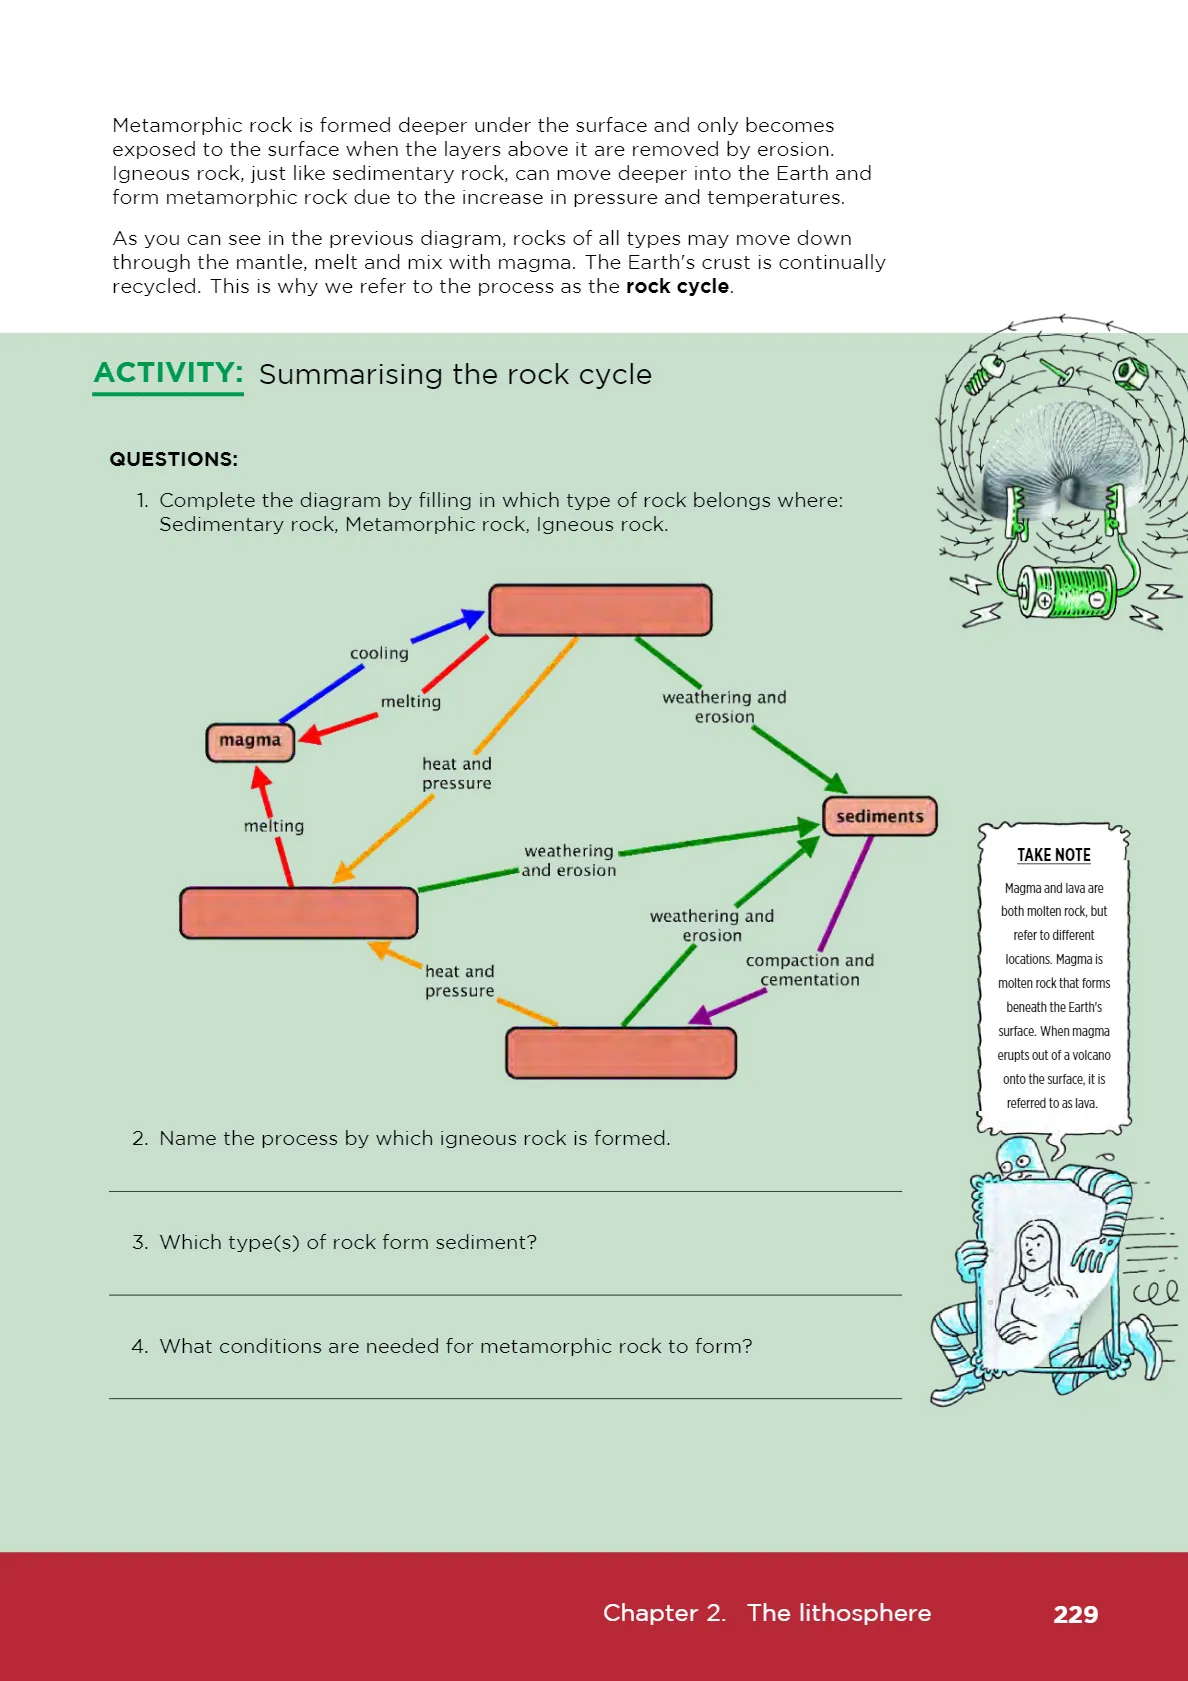 Metamorphic rock is formed deeper under the surface and only becomes
exposed to the surface when the layers above it are removed by erosion.
Igneous rock, just like sedimentary rock, can move deeper into the Earth and
form metamorphic rock due to the increase in pressure and temperatures.
As you can see in the previous diagram, rocks of all types may move down
through the mantle, melt and mix with magma. The Earth's crust is continually
recycled. This is why we refer to the process as the rock cycle.
ACTIVITY: Summarising the rock cycle
QUESTIONS:
1. Complete the diagram by filling in which type of rock belongs where:
Sedimentary rock, Metamorphic rock, Igneous rock.
cooling
melting
weathering and
erosion
magma
heat and
pressure
melting
sediments
weathering
and erosion
weathering and
erosion
compaction and
cementation
heat and
pressure
TAKE NOTE
Magma and lava are
both molten rock, but
refer to different
locations. Magma is
molten rock that forms
beneath the Earth's
surface. When magma
erupts out of a volcano
onto the surface, it is
referred to as lava.
2. Name the process by which igneous rock is formed.
3. Which type(s) of rock form sediment?
4. What conditions are needed for metamorphic rock to form?
Chapter 2. The lithosphere 229